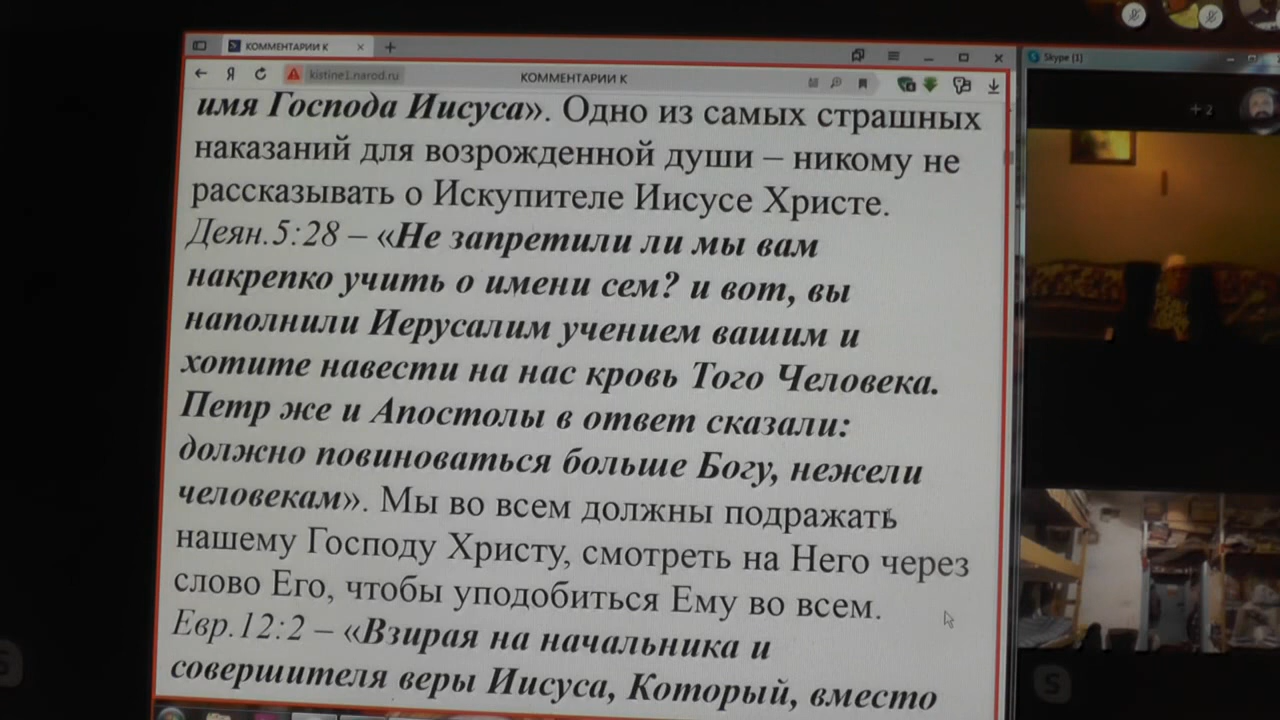 КОММЕНТАРИИ К
Skype [1]
Я
kistine1.narod.ru
КОММЕНТАРИИ К
+2
имя Господа Иисуса». Одно из самых страшных
наказаний для возрожденной души – никому не
рассказывать о Искупителе Иисусе Христе.
Деян.5:28 – «Не запретили ли мы вам
накрепко учить о имени сем? и вот, вы
наполнили Иерусалим учением вашим и
хотите навести на нас кровь Того Человека.
Петр же и Апостолы в ответ сказали:
должно повиноваться больше Богу, нежели
человекам». Мы во всем должны подражать
нашему Господу Христу, смотреть на Него через
слово Его, чтобы уподобиться Ему во всем.
Евр.12:2 – «Взирая на начальника и
совершителя веры Иисуса, Который, вместо